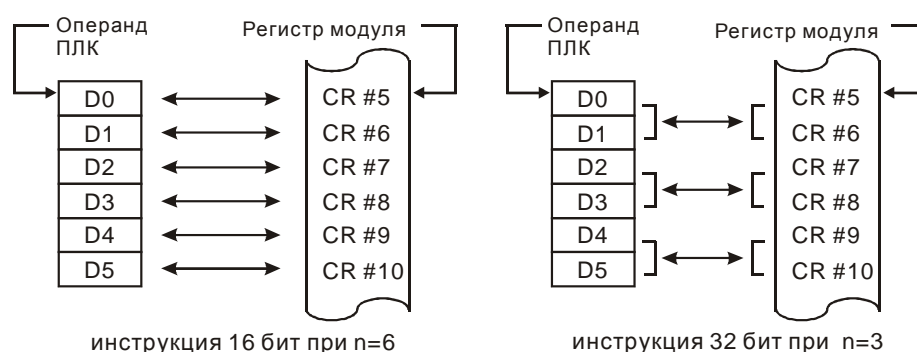 Операнд
ПЛК
Регистр модуля
D0
D1
D2
D3
D4
D5
CR #5
CR #6
CR #7
CR #8
CR #9
CR #10
инструкция 16 бит при n=6
Операнд
ПЛК
Регистр модуля
D0
D1
D2
D3
D4
D5
CR #5
CR #6
CR #7
CR #8
CR #9
CR #10
инструкция 32 бит при n=3